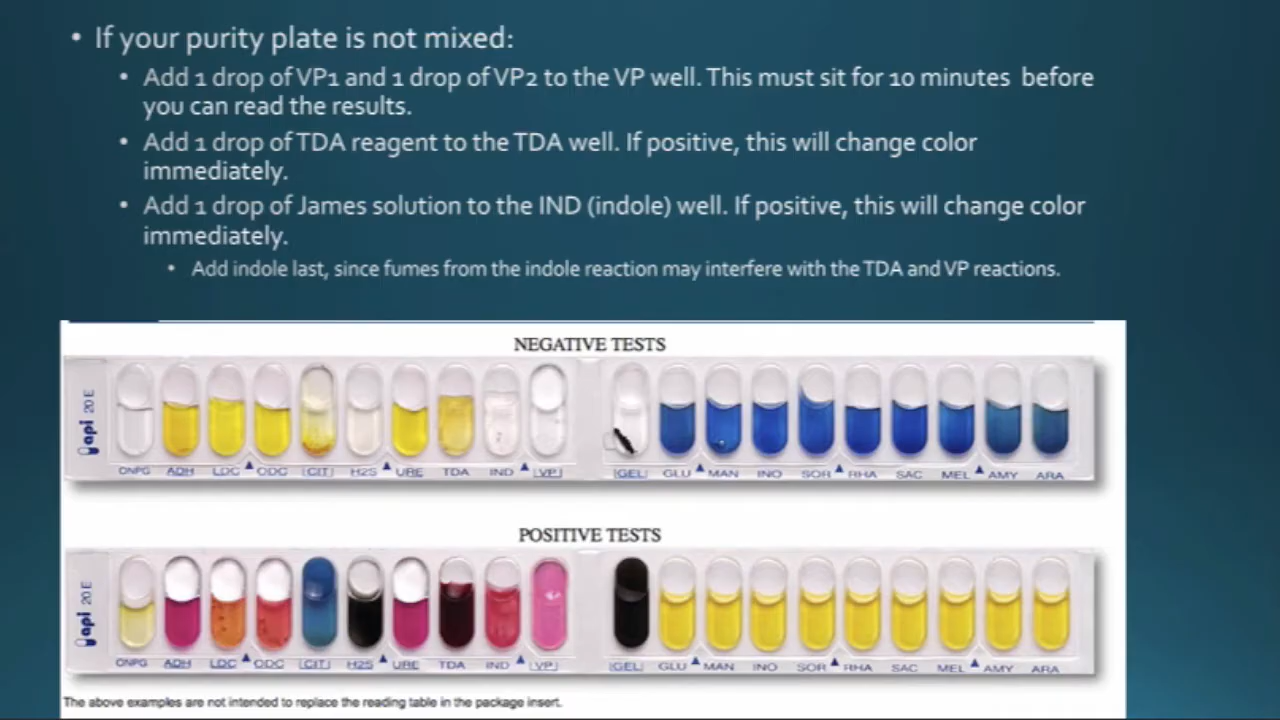 • If your purity plate is not mixed:
• Add 1 drop of VP1 and 1 drop of VP2 to the VP well. This must sit for 10 minutes before
you can read the results.
• Add 1 drop of TDA reagent to the TDA well. If positive, this will change color
immediately.
• Add 1 drop of James solution to the IND (indole) well. If positive, this will change color
immediately.
• Add indole last, since fumes from the indole reaction may interfere with the TDA and VP reactions.
NEGATIVE TESTS
api 20 E
ONPG ADH LDC ODC |CIT| H2S URE TDA IND |VP| |GEL| GLU MAN INO SOR RHA SAC MEL AMY ARA
POSITIVE TESTS
api 20 E
ONPG ADH LDC ODC |CIT| H2S URE TDA IND |VP| |GEL| GLU MAN INO SOR RHA SAC MEL AMY ARA
The above examples are not intended to replace the reading table in the package insert.